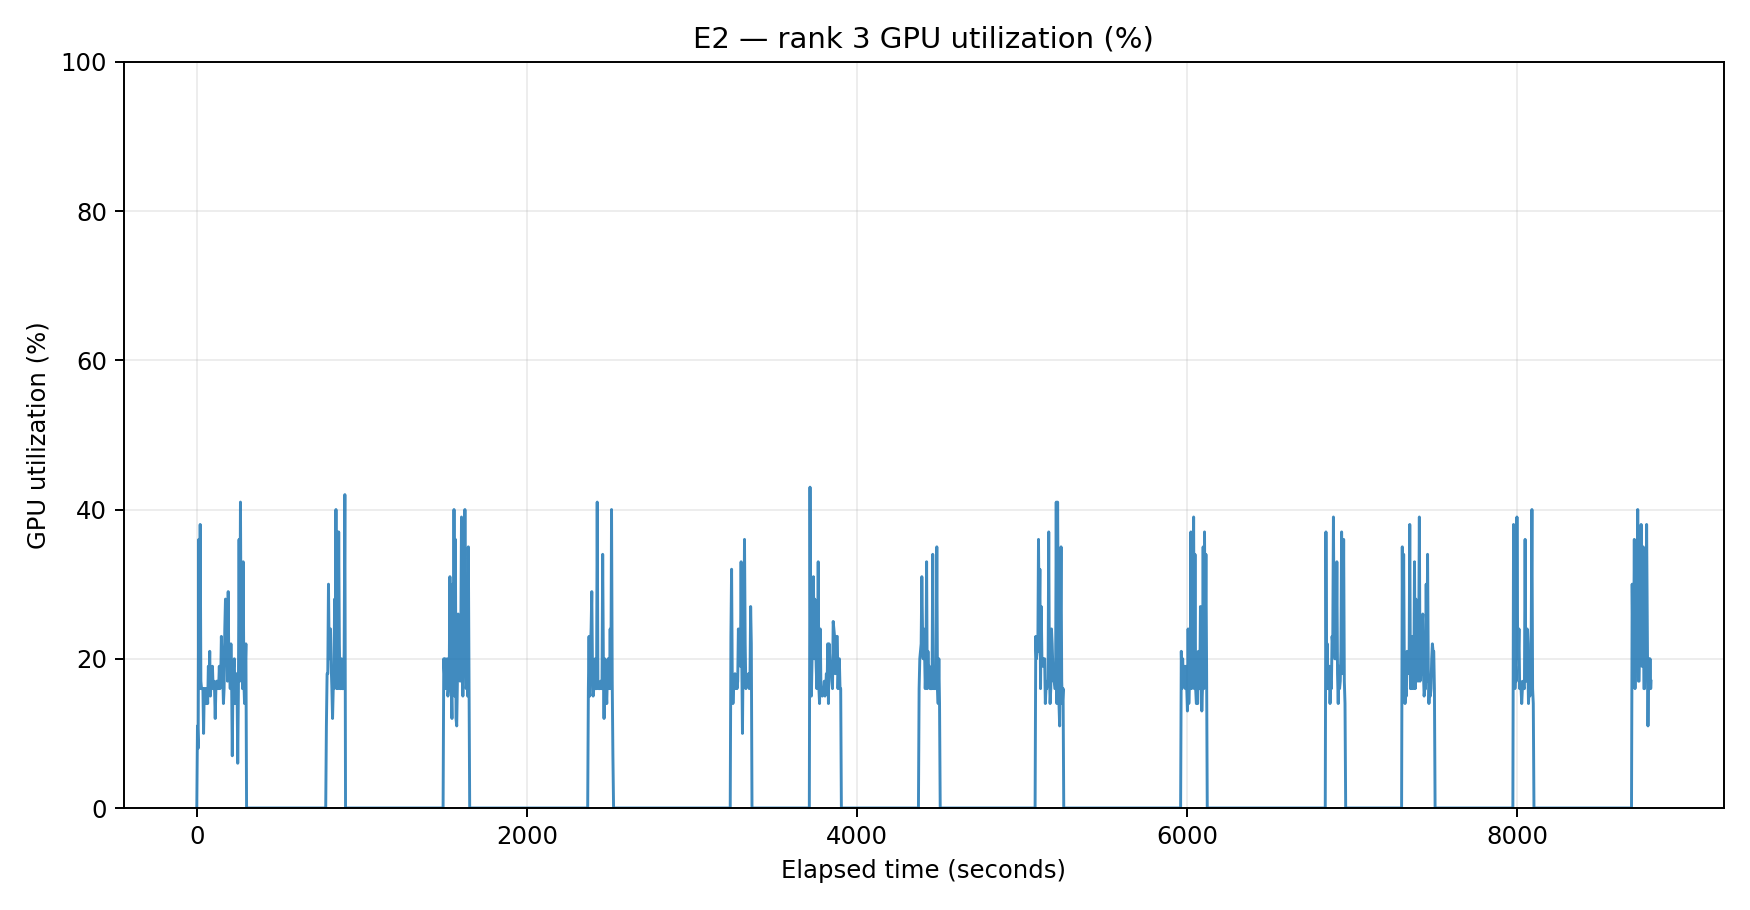 E2 — rank 3 GPU utilization (%)
GPU utilization (%)
100
80
60
40
20
0
0 2000 4000 6000 8000
Elapsed time (seconds)